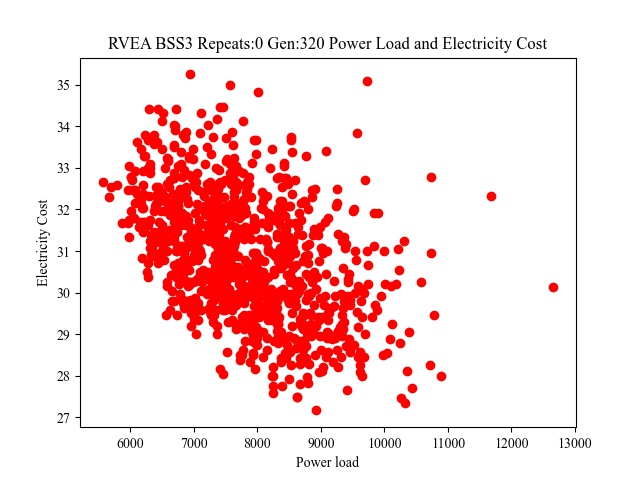 RVEA BSS3 Repeats:0 Gen:320 Power Load and Electricity Cost
35
34
33
32
31
30
29
28
27
Electricity Cost
6000 7000 8000 9000 10000 11000 12000 13000
Power load